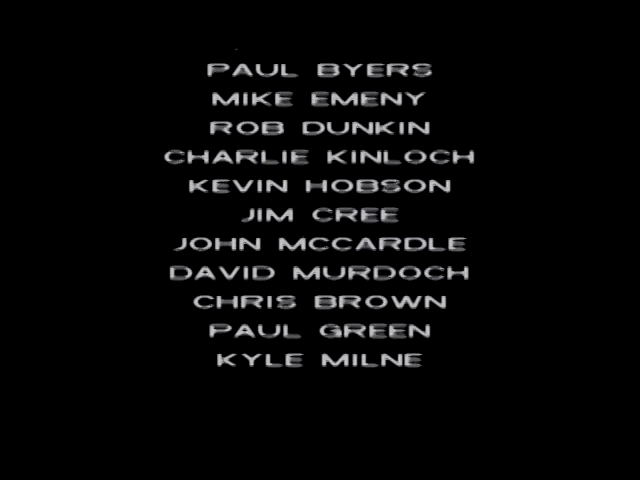 PAUL BYERS
MIKE EMENY
ROB DUNKIN
CHARLIE KINLOCH
KEVIN HOBSON
JIM CREE
JOHN MCCARDLE
DAVID MURDOCH
CHRIS BROWN
PAUL GREEN
KYLE MILNE